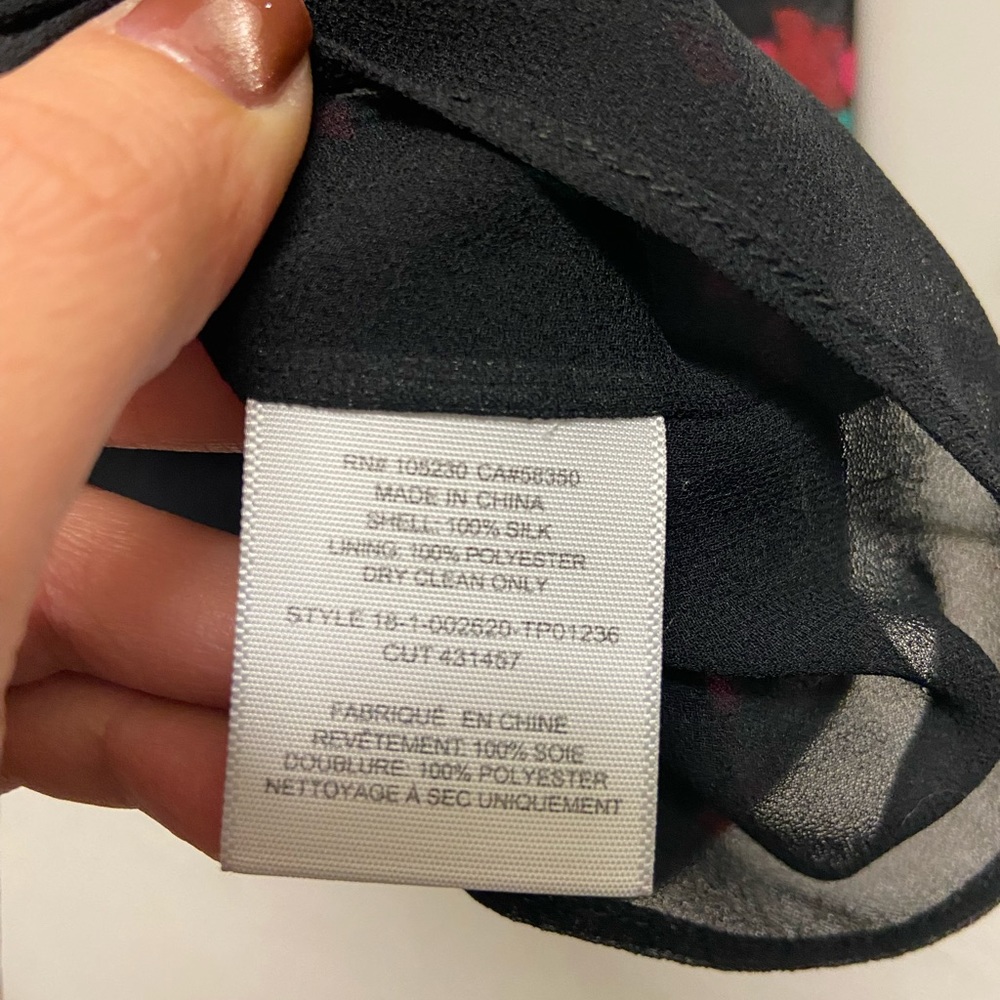 RN# 105230 CA#58350
MADE IN CHINA
SHELL: 100% SILK
LINING: 100% POLYESTER
DRY CLEAN ONLY
STYLE 18-1-002620-TP01236
CUT 431457
FABRIQUÉ EN CHINE
REVÊTEMENT: 100% SOIE
DOUBLURE: 100% POLYESTER
NETTOYAGE À SEC UNIQUEMENT